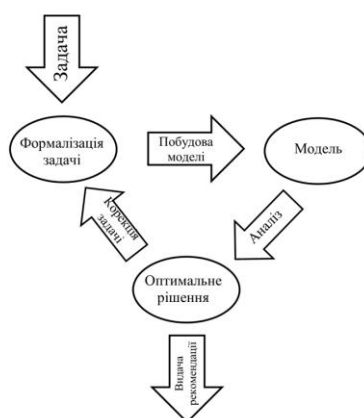 Задача
Формалізація
задачі
Побудова
моделі
Модель
Аналіз
Корекція
задачі
Оптимальне
рішення
Видача
рекомендації